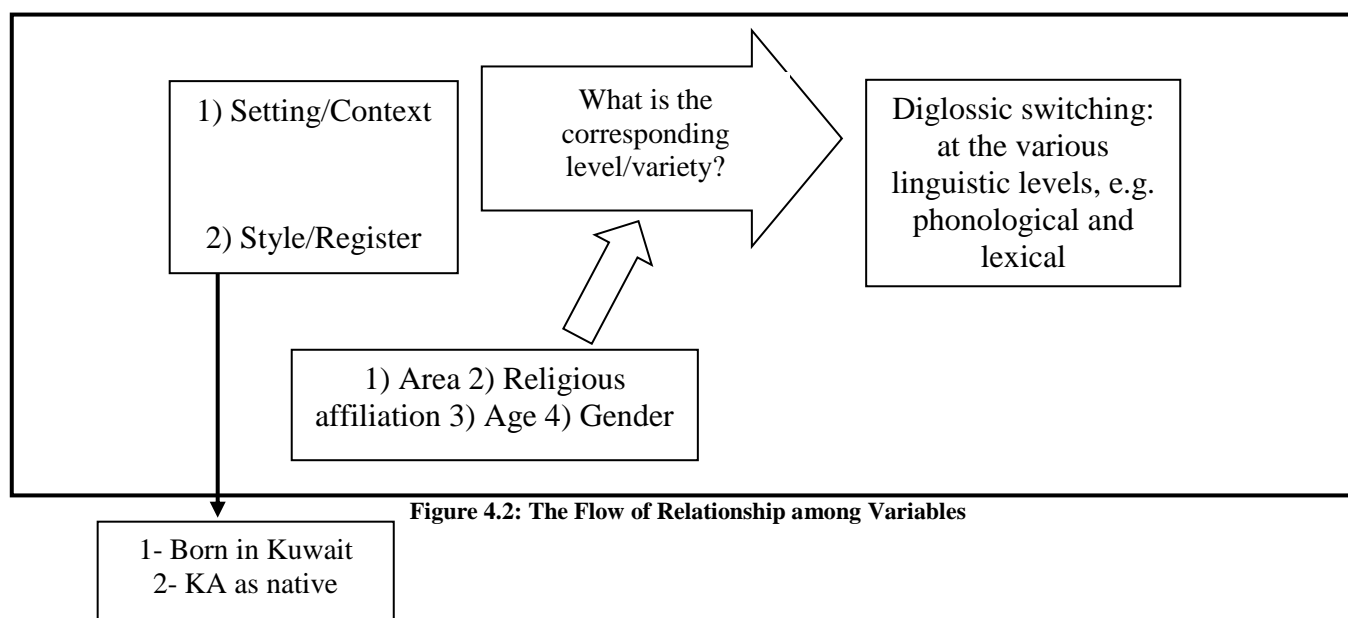 1) Setting/Context
2) Style/Register
What is the
corresponding
level/variety?
Diglossic switching:
at the various
linguistic levels, e.g.
phonological and
lexical
1) Area 2) Religious
affiliation 3) Age 4) Gender
Figure 4.2: The Flow of Relationship among Variables
1- Born in Kuwait
2- KA as native